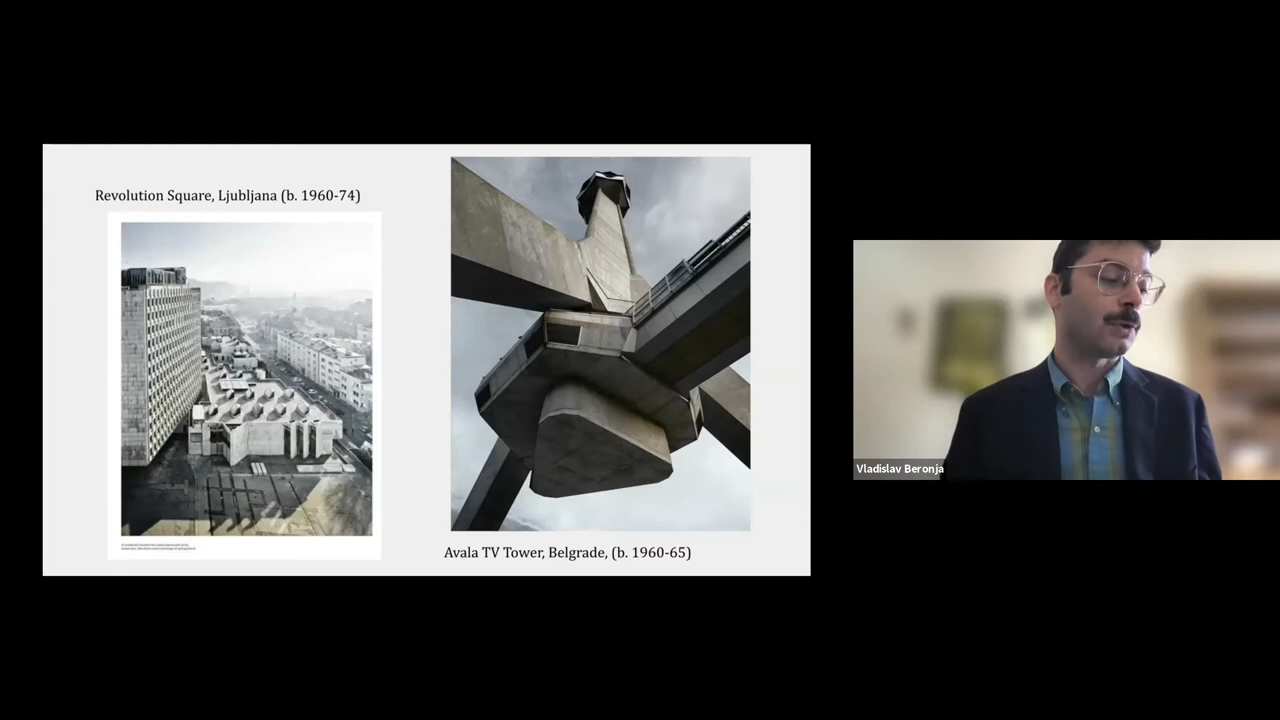 Revolution Square, Ljubljana (b. 1960-74)
Avala TV Tower, Belgrade, (b. 1960-65)
Vladislav Beronja